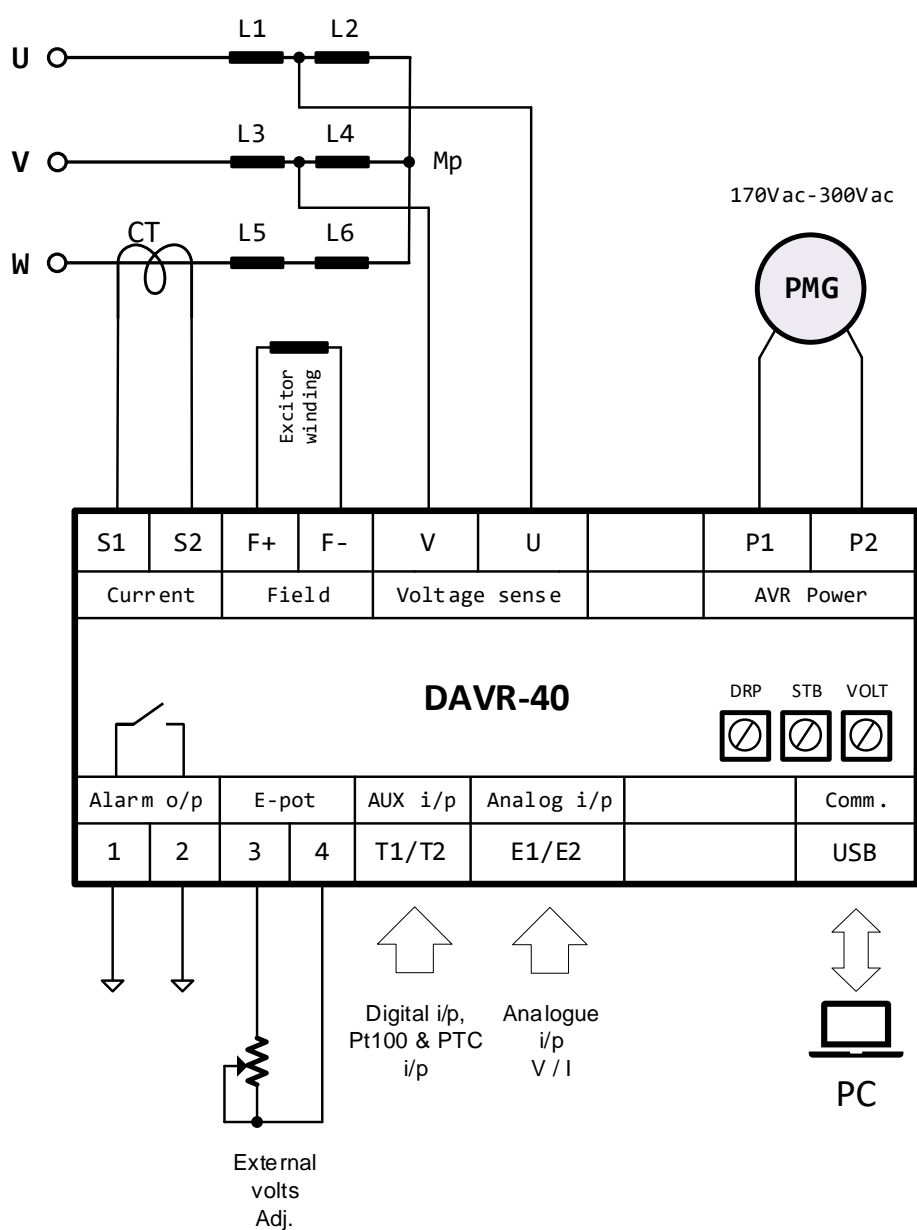 L1 L2
U
L3 L4
V
Mp
170Vac-300Vac
CT
L5 L6
W
PMG
Excitor
winding
S1 S2 F+ F- V U P1 P2
Current Field Voltage sense AVR Power
DAVR-40
DRP STB VOLT
Alarm o/p E-pot AUX i/p Analog i/p Comm.
1 2 3 4 T1/T2 E1/E2 USB
Digital i/p,
Pt100 & PTC
i/p
Analogue
i/p
V / I
PC
External
volts
Adj.